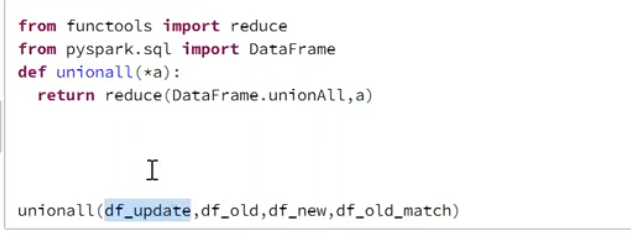 from functools import reduce
from pyspark.sql import DataFrame
def unionall(*a):
  return reduce(DataFrame.unionAll,a)
unionall(df_update,df_old,df_new,df_old_match)